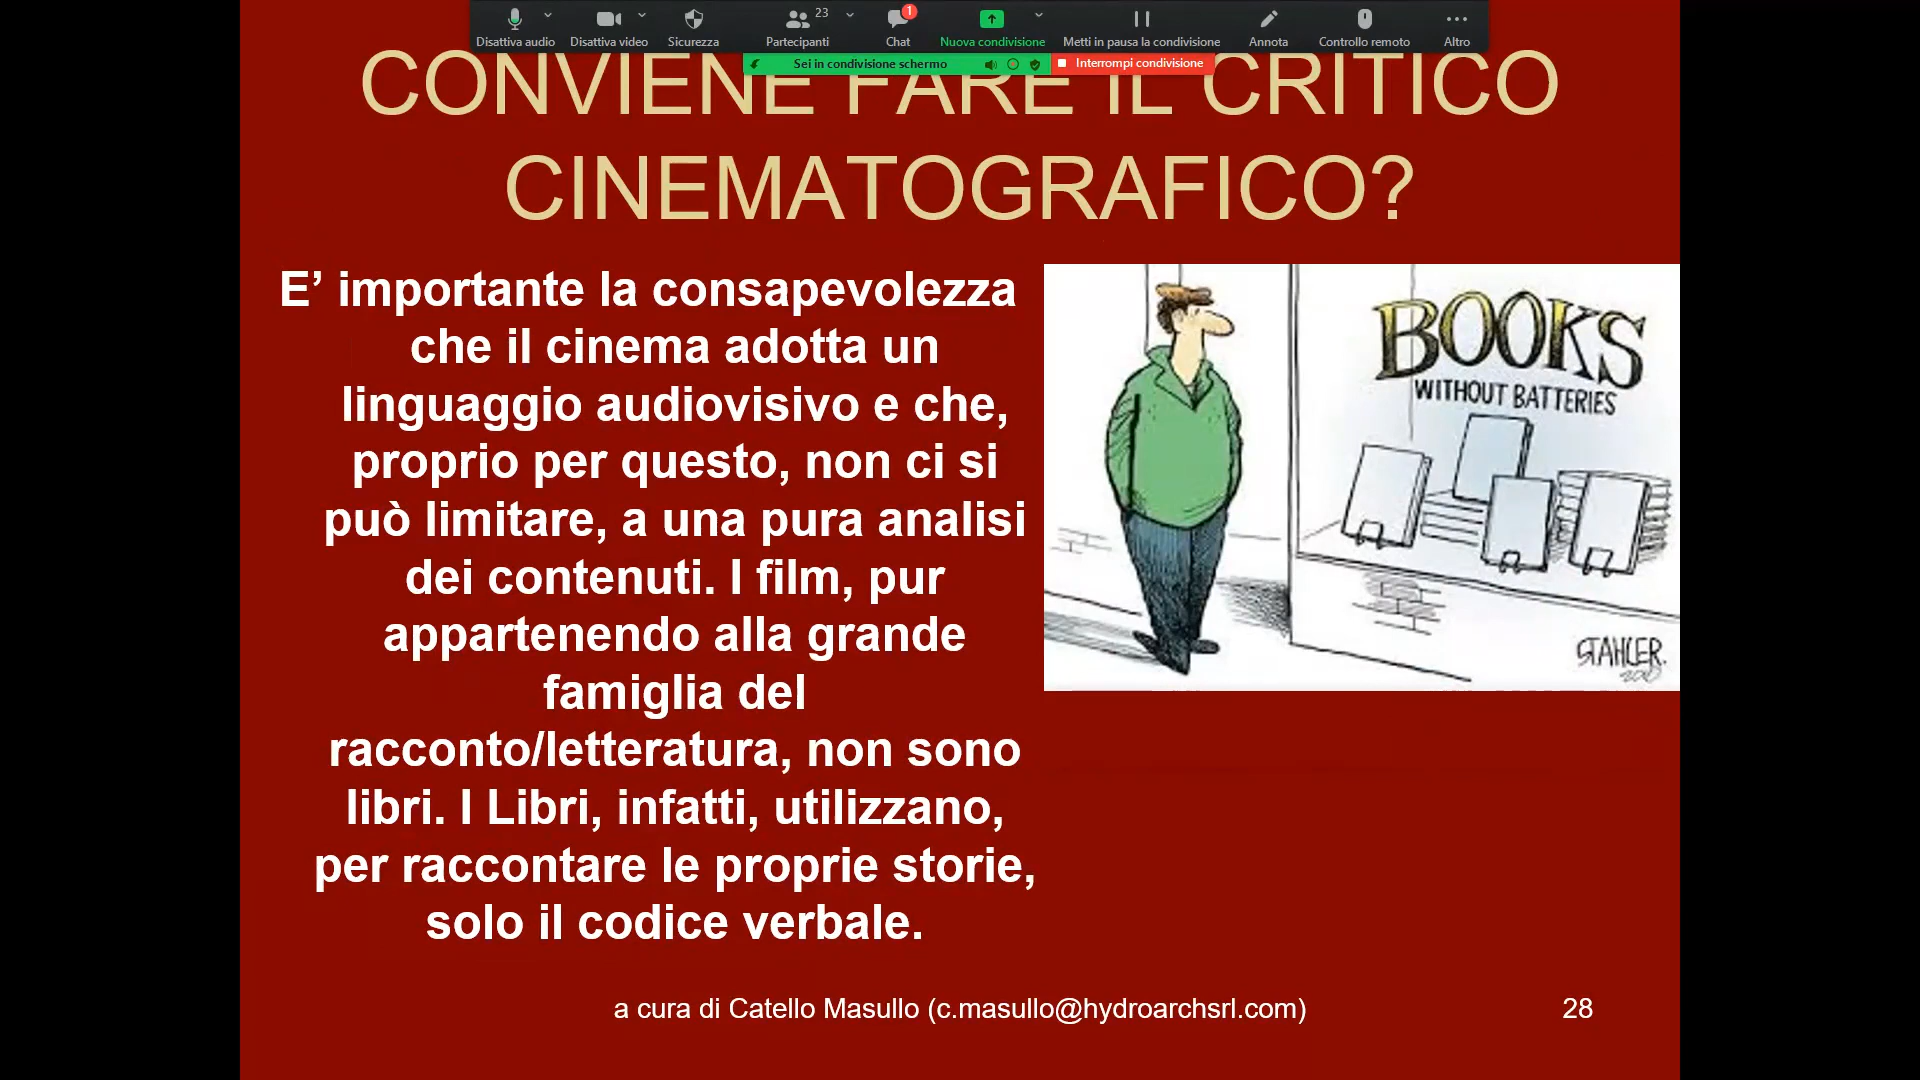 23
1
Disattiva audio
Disattiva video
Sicurezza
Partecipanti
Chat
Nuova condivisione
Metti in pausa la condivisione
Annota
Controllo remoto
Altro
Sei in condivisione schermo
Interrompi condivisione
CONVIENE FARE IL CRITICO
CINEMATOGRAFICO?
E’ importante la consapevolezza
che il cinema adotta un
linguaggio audiovisivo e che,
proprio per questo, non ci si
può limitare, a una pura analisi
dei contenuti. I film, pur
appartenendo alla grande
famiglia del
racconto/letteratura, non sono
libri. I Libri, infatti, utilizzano,
per raccontare le proprie storie,
solo il codice verbale.
BOOKS
WITHOUT BATTERIES
STAHLER.
a cura di Catello Masullo (c.masullo@hydroarchsrl.com)
28